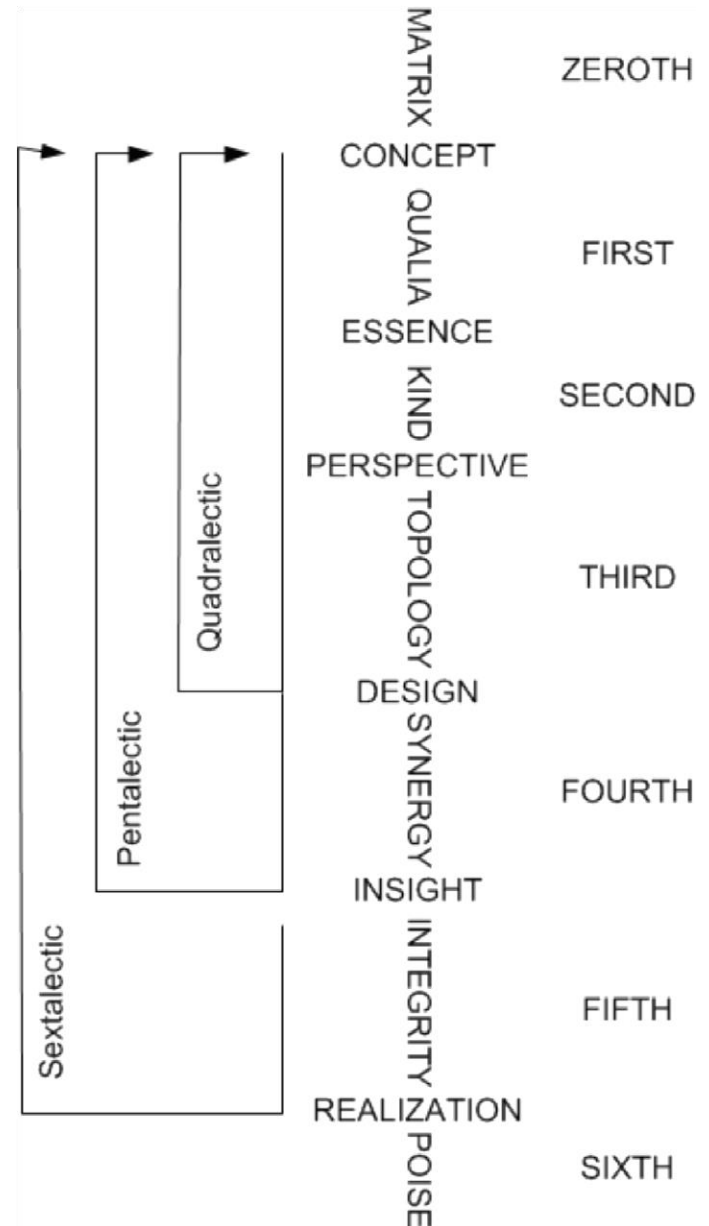 MATRIX
ZEROTH
CONCEPT
QUALIA
FIRST
ESSENCE
KIND
SECOND
PERSPECTIVE
TOPOLOGY
THIRD
Quadralectic
DESIGN
SYNERGY
FOURTH
Pentalectic
INSIGHT
INTEGRITY
FIFTH
Sextalectic
REALIZATION
POISE
SIXTH